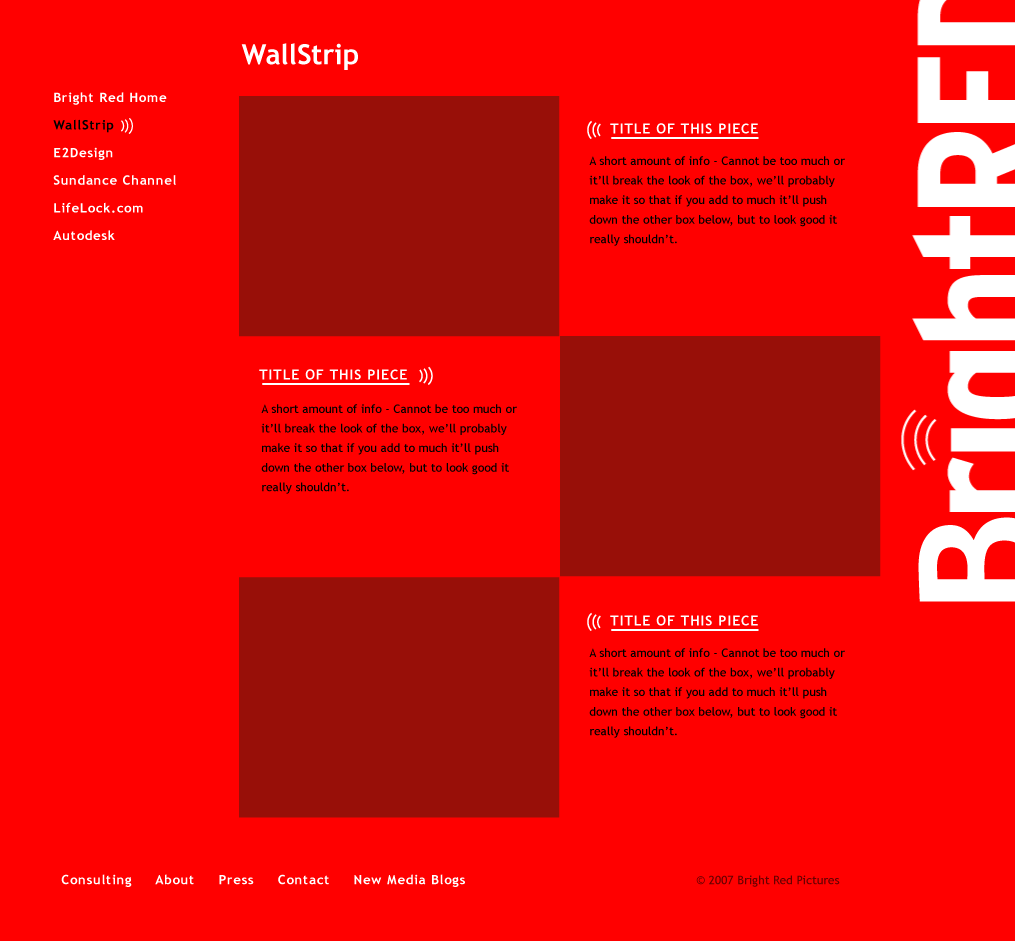 WallStrip
Bright Red Home
WallStrip
E2Design
Sundance Channel
LifeLock.com
Autodesk
TITLE OF THIS PIECE
A short amount of info - Cannot be too much or
it'll break the look of the box, we'll probably
make it so that if you add to much it'll push
down the other box below, but to look good it
really shouldn't.
TITLE OF THIS PIECE
A short amount of info - Cannot be too much or
it'll break the look of the box, we'll probably
make it so that if you add to much it'll push
down the other box below, but to look good it
really shouldn't.
TITLE OF THIS PIECE
A short amount of info - Cannot be too much or
it'll break the look of the box, we'll probably
make it so that if you add to much it'll push
down the other box below, but to look good it
really shouldn't.
BrightRED
Consulting About Press Contact New Media Blogs
© 2007 Bright Red Pictures